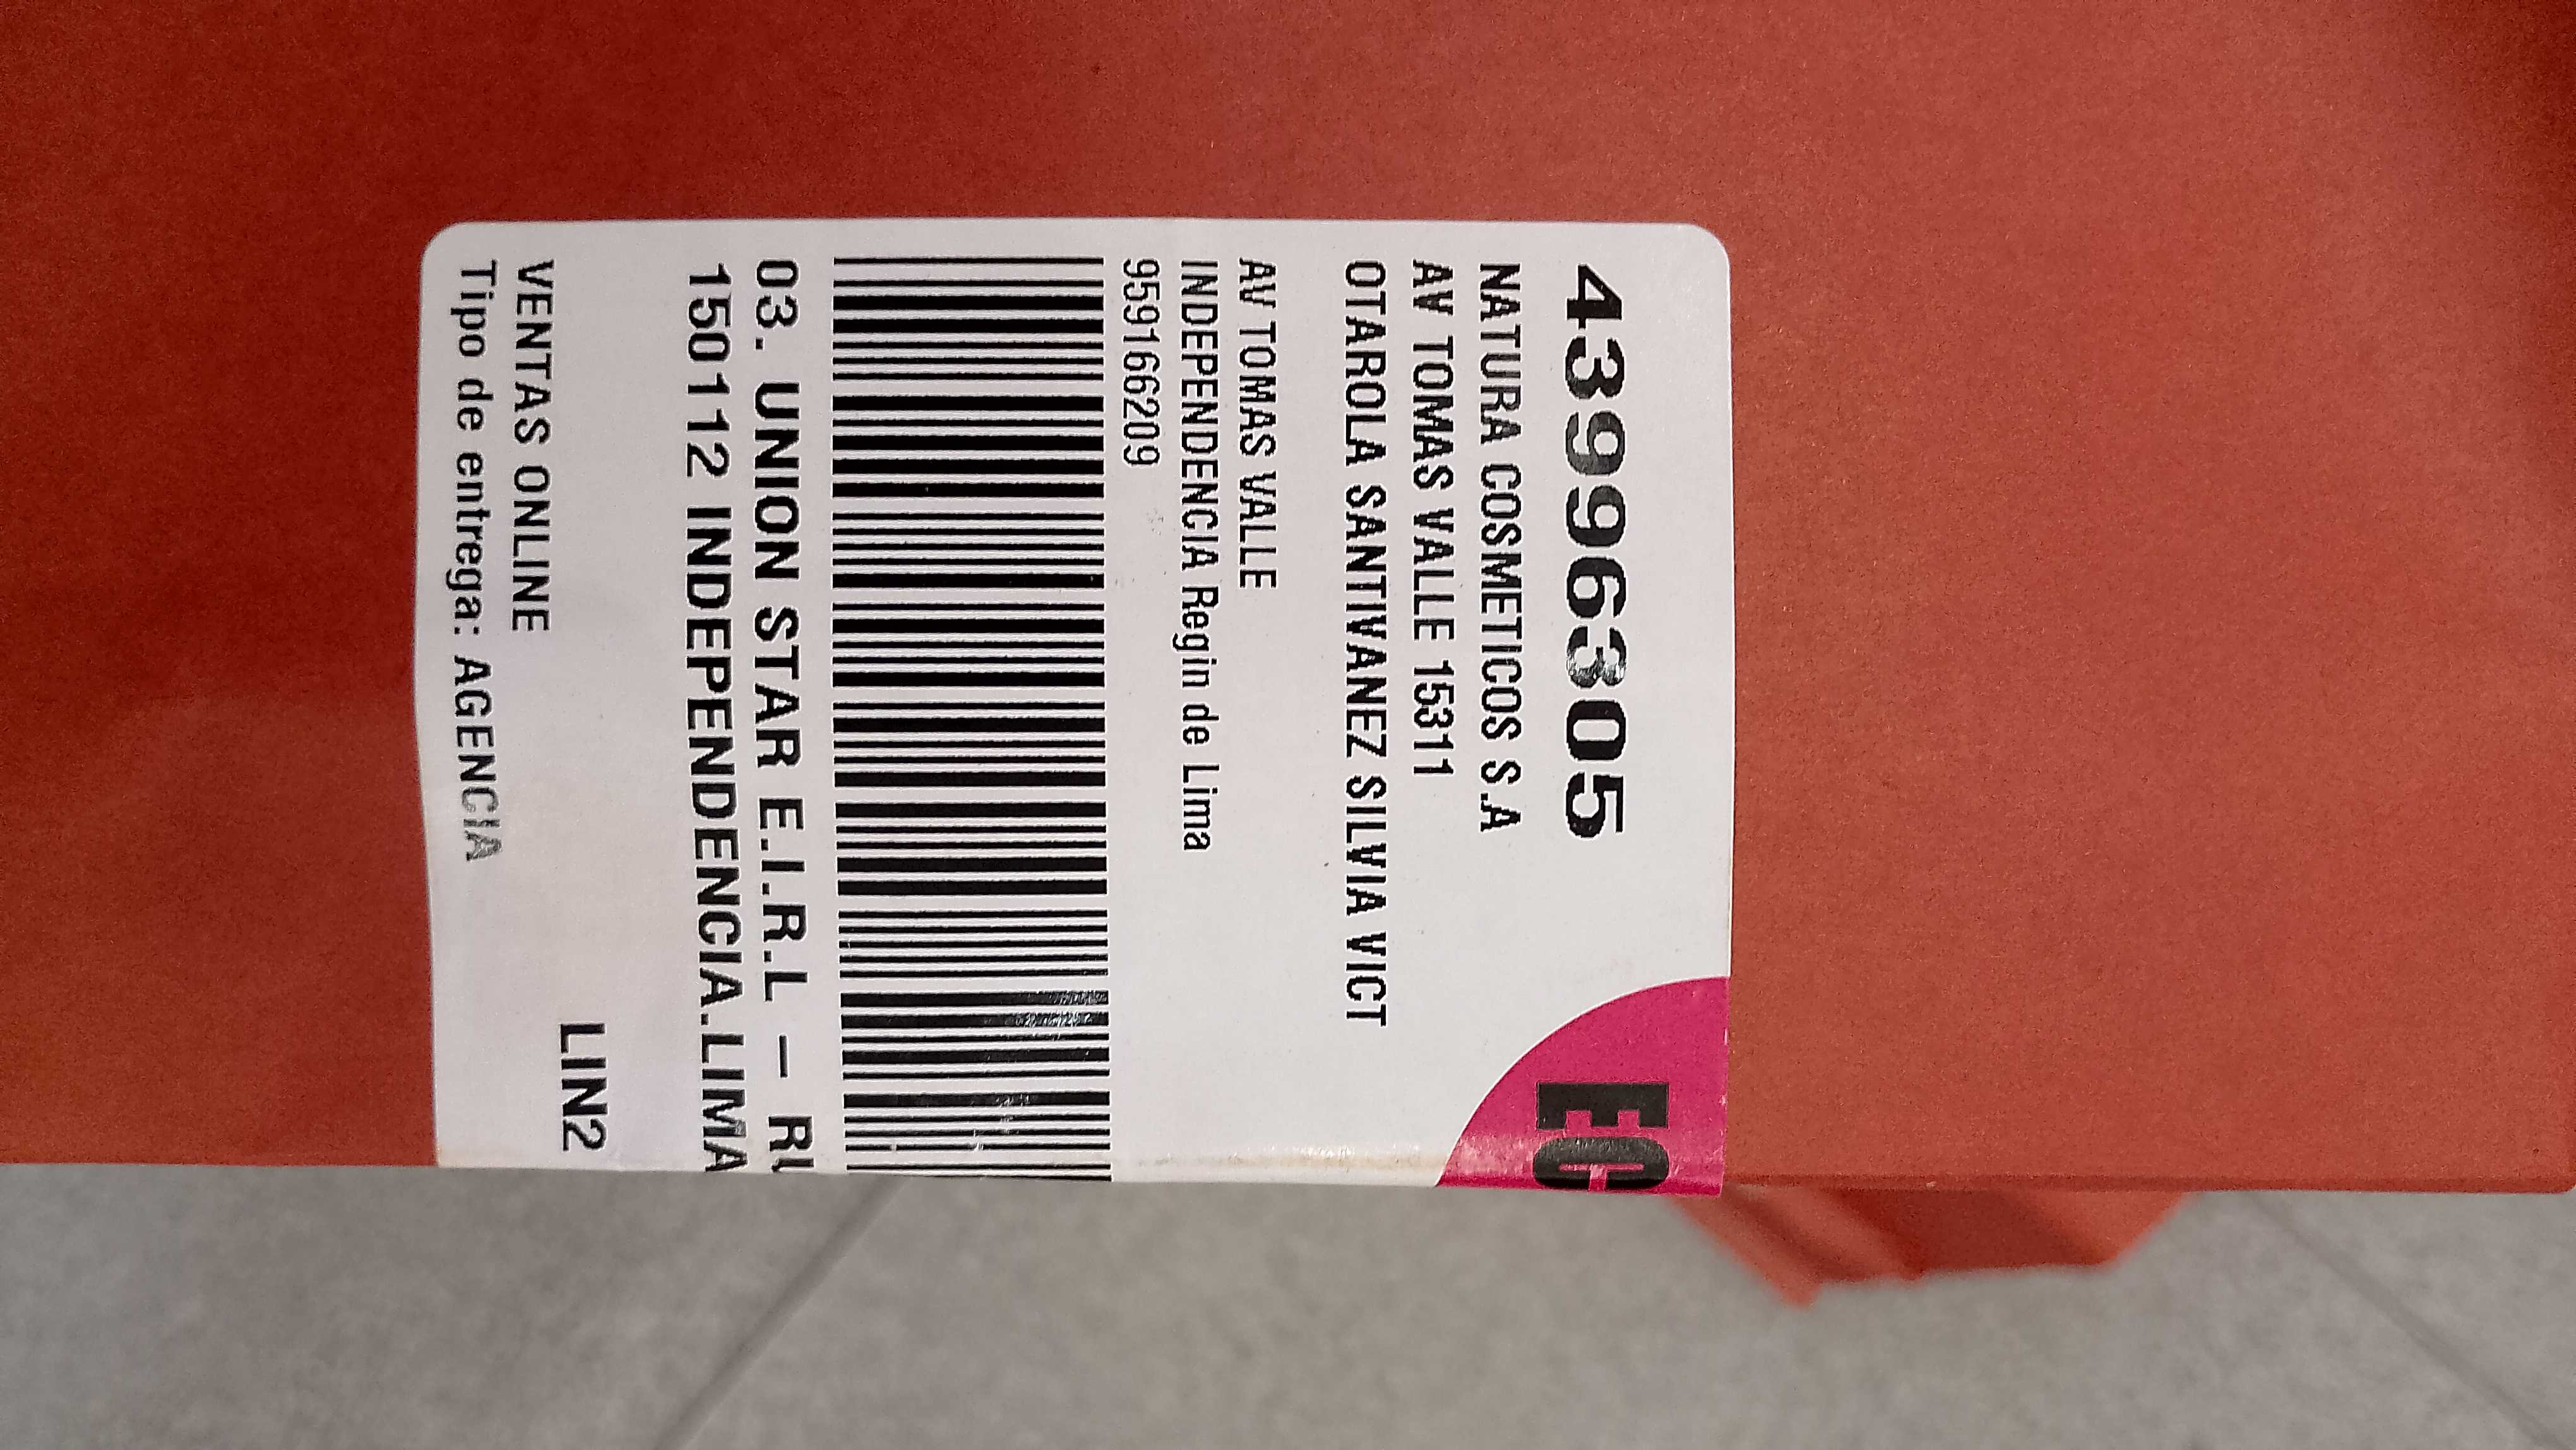 43996305
NATURA COSMETICOS S.A
AV TOMAS VALLE 15311
OTAROLA SANTIVANEZ SILVIA VICT
AV TOMAS VALLE
INDEPENDENCIA Regin de Lima
959166209
03. UNION STAR E.I.R.L -
150112 INDEPENDENCIA.LIMA
LIN2
VENTAS ONLINE
Tipo de entrega: AGENCIA
EC